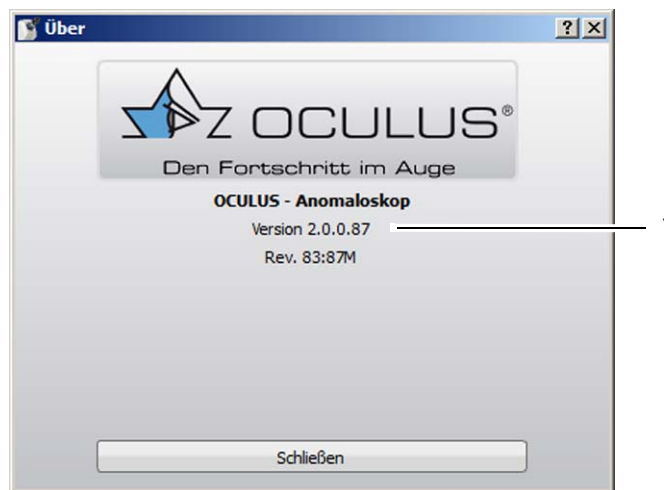 Über
OCULUS®
Den Fortschritt im Auge
OCULUS - Anomaloskop
Version 2.0.0.87
Rev. 83:87M
Schließen